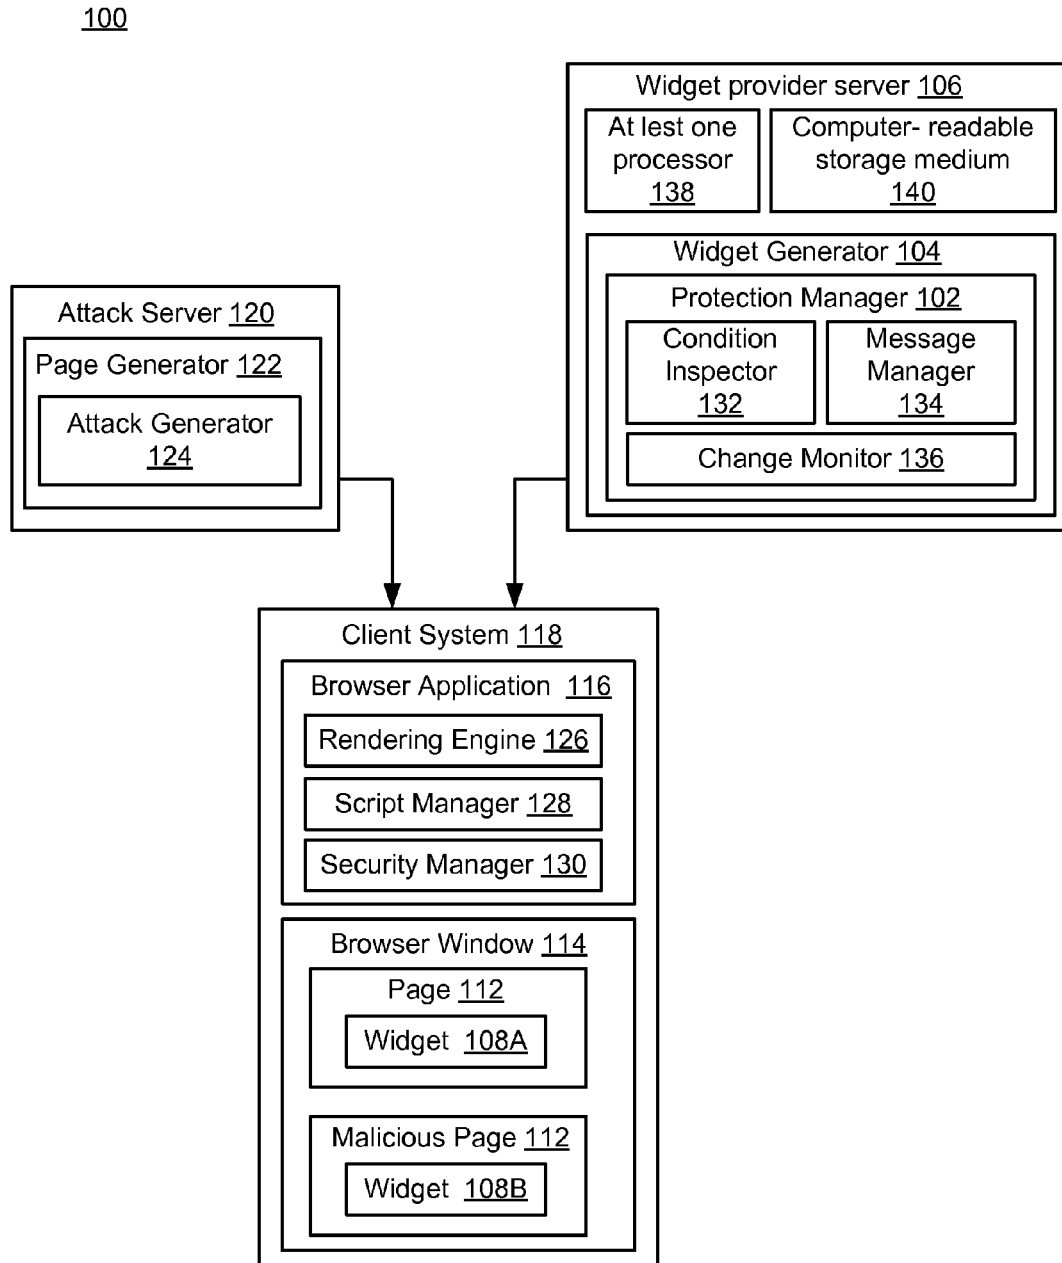 100
Widget provider server 106
At lest one
processor
138
Computer- readable
storage medium
140
Widget Generator 104
Protection Manager 102
Condition
Inspector
132
Message
Manager
134
Change Monitor 136
Attack Server 120
Page Generator 122
Attack Generator
124
Client System 118
Browser Application 116
Rendering Engine 126
Script Manager 128
Security Manager 130
Browser Window 114
Page 112
Widget 108A
Malicious Page 112
Widget 108B